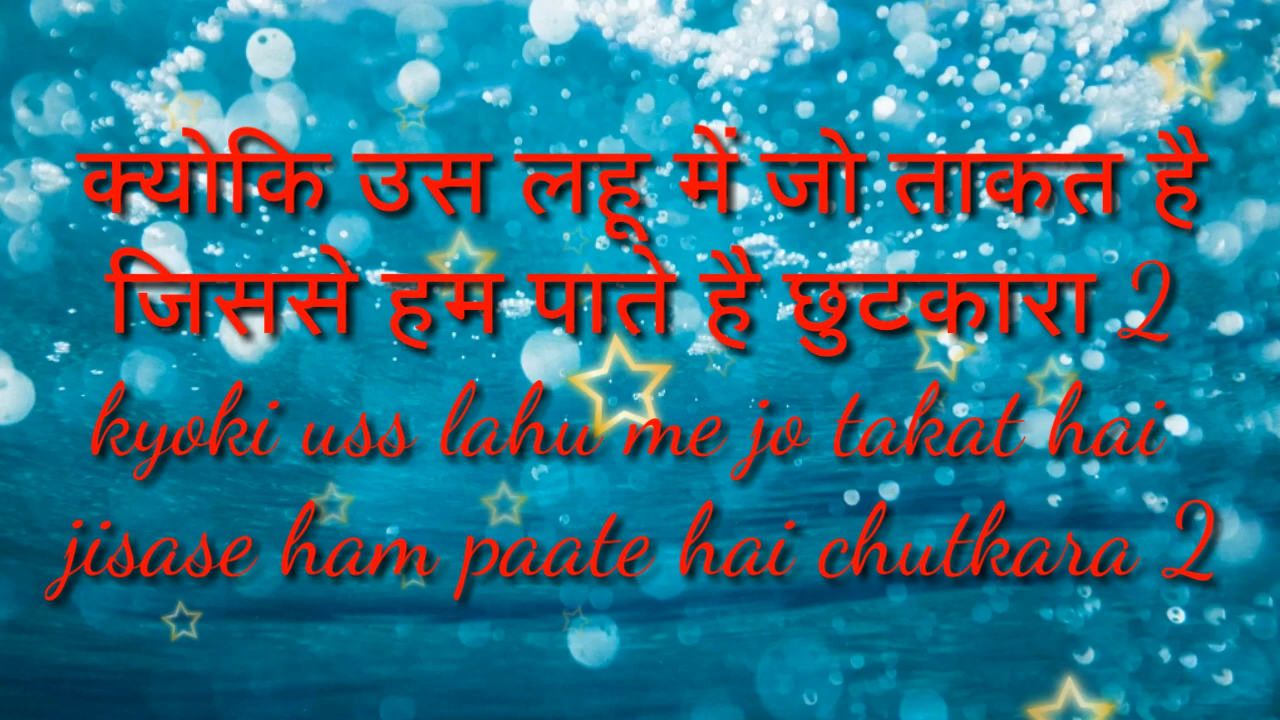 क्योकि उस लहू में जो ताकत है
जिससे हम पाते है छुटकारा 2
kyoki uss lahu me jo takat hai
jisase ham paate hai chutkara 2